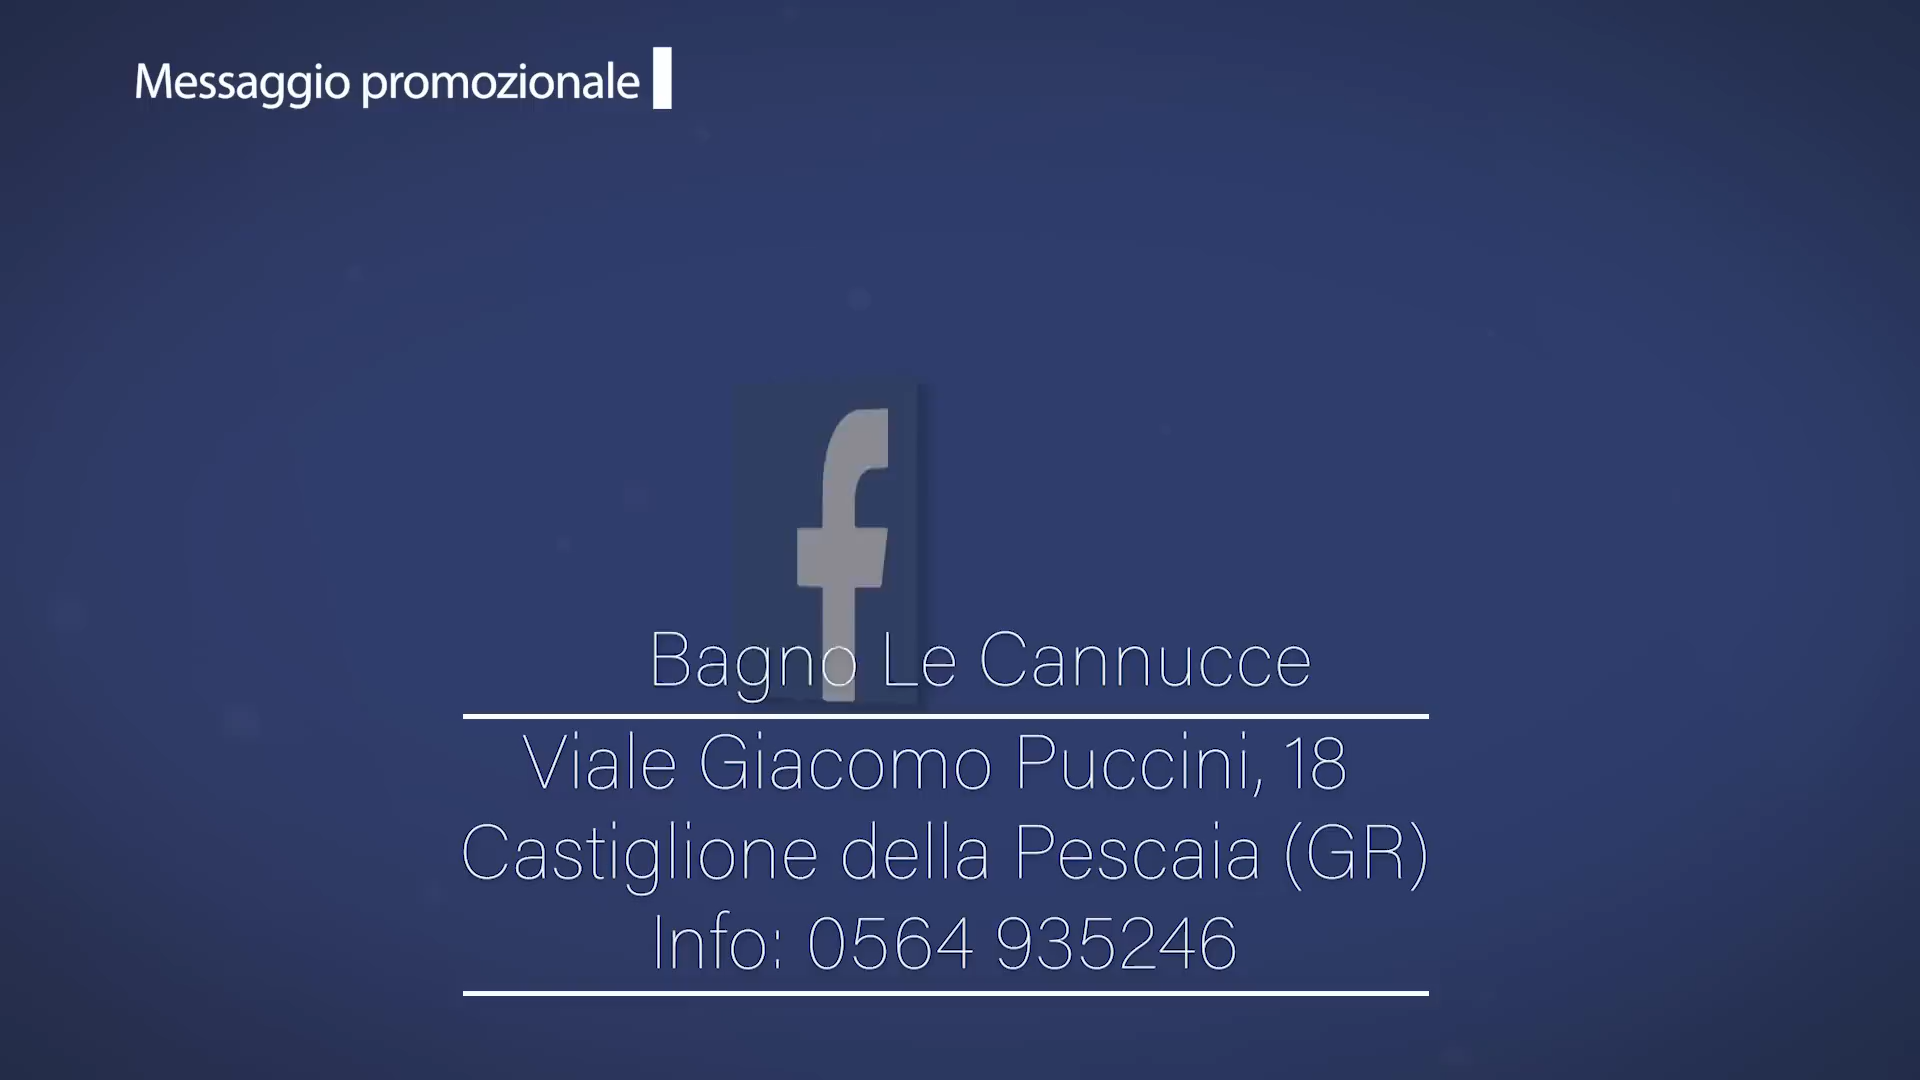 Messaggio promozionale
f
Bagno Le Cannucce
Viale Giacomo Puccini, 18
Castiglione della Pescaia (GR)
Info: 0564 935246